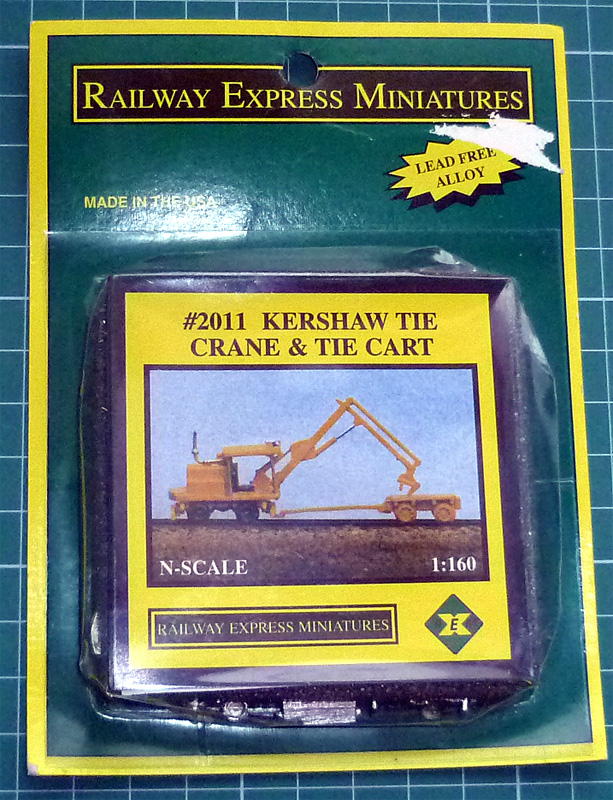 RAILWAY EXPRESS MINIATURES
LEAD FREE
ALLOY
MADE IN THE USA
#2011 KERSHAW TIE
CRANE & TIE CART
N-SCALE
1:160
RAILWAY EXPRESS MINIATURES
E